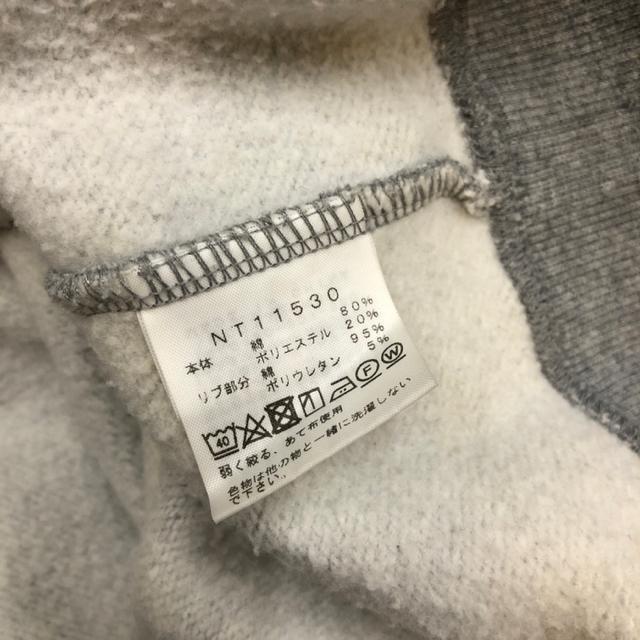 NT11530
本体 綿 80%
ポリエステル 20%
リブ部分 綿 95%
ポリウレタン 5%
40 F W
弱く絞る、あて布使用
色物は他の物と一緒に洗濯しない
で下さい。